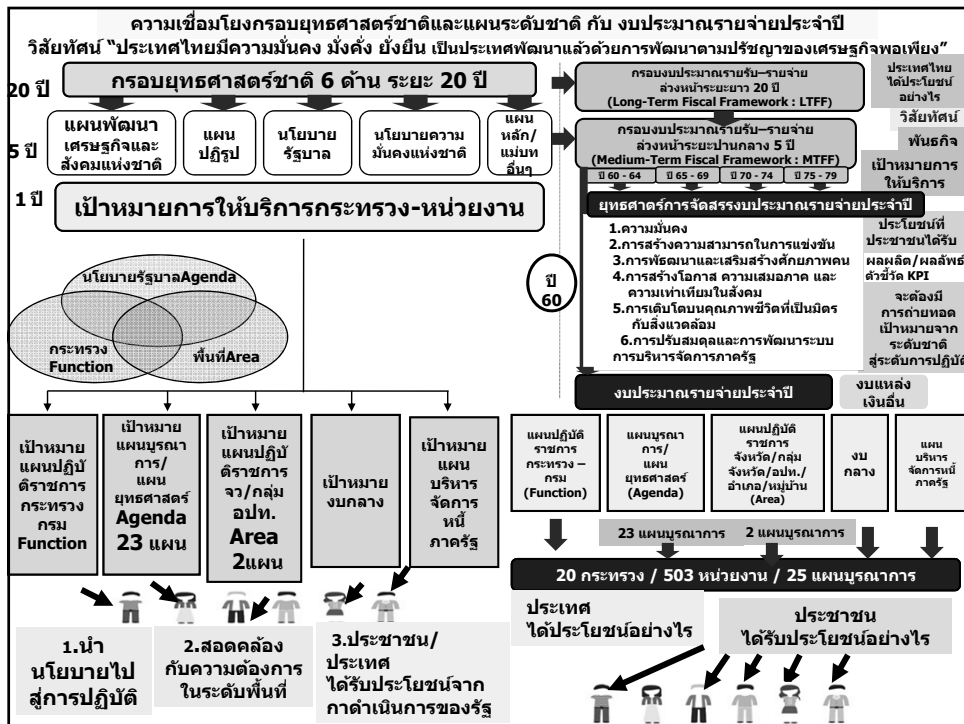 ความเชื่อมโยงกรอบยุทธศาสตร์ชาติและแผนระดับชาติ กับ งบประมาณรายจ่ายประจำปี
วิสัยทัศน์ “ประเทศไทยมีความมั่นคง มั่งคั่ง ยั่งยืน เป็นประเทศพัฒนาแล้วด้วยการพัฒนาตามปรัชญาของเศรษฐกิจพอเพียง”
20 ปี
กรอบยุทธศาสตร์ชาติ 6 ด้าน ระยะ 20 ปี
5 ปี
แผนพัฒนา
เศรษฐกิจและ
สังคมแห่งชาติ
แผน
ปฏิรูป
นโยบาย
รัฐบาล
นโยบายความ
มั่นคงแห่งชาติ
แผน
หลัก/
แม่บท
อื่นๆ
1 ปี
เป้าหมายการให้บริการกระทรวง-หน่วยงาน
นโยบายรัฐบาลAgenda
กระทรวง
Function
พื้นที่Area
เป้าหมาย
แผนปฏิบั
ติราชการ
กระทรวง
กรม
Function
เป้าหมาย
แผนบูรณา
การ/
แผน
ยุทธศาสตร์
Agenda
23 แผน
เป้าหมาย
แผนปฏิบั
ติราชการ
จว/กลุ่ม
อปท.
Area
2แผน
เป้าหมาย
งบกลาง
เป้าหมาย
แผน
บริหาร
จัดการ
หนี้
ภาครัฐ
1.นำ
นโยบายไป
สู่การปฏิบัติ
2.สอดคล้อง
กับความต้องการ
ในระดับพื้นที่
3.ประชาชน/
ประเทศ
ได้รับประโยชน์จาก
กาดำเนินการของรัฐ
กรอบงบประมาณรายรับ–รายจ่าย
ล่วงหน้าระยะยาว 20 ปี
(Long-Term Fiscal Framework : LTFF)
กรอบงบประมาณรายรับ–รายจ่าย
ล่วงหน้าระยะปานกลาง 5 ปี
(Medium-Term Fiscal Framework : MTFF)
ปี 60 - 64
ปี 65 - 69
ปี 70 - 74
ปี 75 - 79
ยุทธศาตร์การจัดสรรงบประมาณรายจ่ายประจำปี
ปี
60
1.ความมั่นคง
2.การสร้างความสามารถในการแข่งขัน
3.การพัธฒนาและเสริมสร้างศักยภาพคน
4.การสร้างโอกาส ความเสมอภาค และ
ความเท่าเทียมในสังคม
5.การเติบโตบนคุณภาพชีวิตที่เป็นมิตร
กับสิ่งแวดล้อม
6.การปรับสมดุลและการพัฒนาระบบ
การบริหารจัดการภาครัฐ
ประเทศไทย
ได้ประโยชน์
อย่างไร
วิสัยทัศน์
พันธกิจ
เป้าหมายการ
ให้บริการ
ประโยชน์ที่
ประชาชนได้รับ
ผลผลิต/ผลลัพธ์
ตัวชี้วัด KPI
จะต้องมี
การถ่ายทอด
เป้าหมายจาก
ระดับชาติ
สู่ระดับการปฏิบัติ
งบประมาณรายจ่ายประจำปี
งบแหล่ง
เงินอื่น
แผนปฏิบัติ
ราชการ
กระทรวง –
กรม
(Function)
แผนบูรณา
การ/
แผน
ยุทธศาสตร์
(Agenda)
แผนปฏิบัติ
ราชการ
จังหวัด/กลุ่ม
จังหวัด/อปท./
อำเภอ/หมู่บ้าน
(Area)
งบ
กลาง
แผน
บริหาร
จัดการหนี้
ภาครัฐ
23 แผนบูรณาการ
2 แผนบูรณาการ
20 กระทรวง / 503 หน่วยงาน / 25 แผนบูรณาการ
ประเทศ
ได้ประโยชน์อย่างไร
ประชาชน
ได้รับประโยชน์อย่างไร